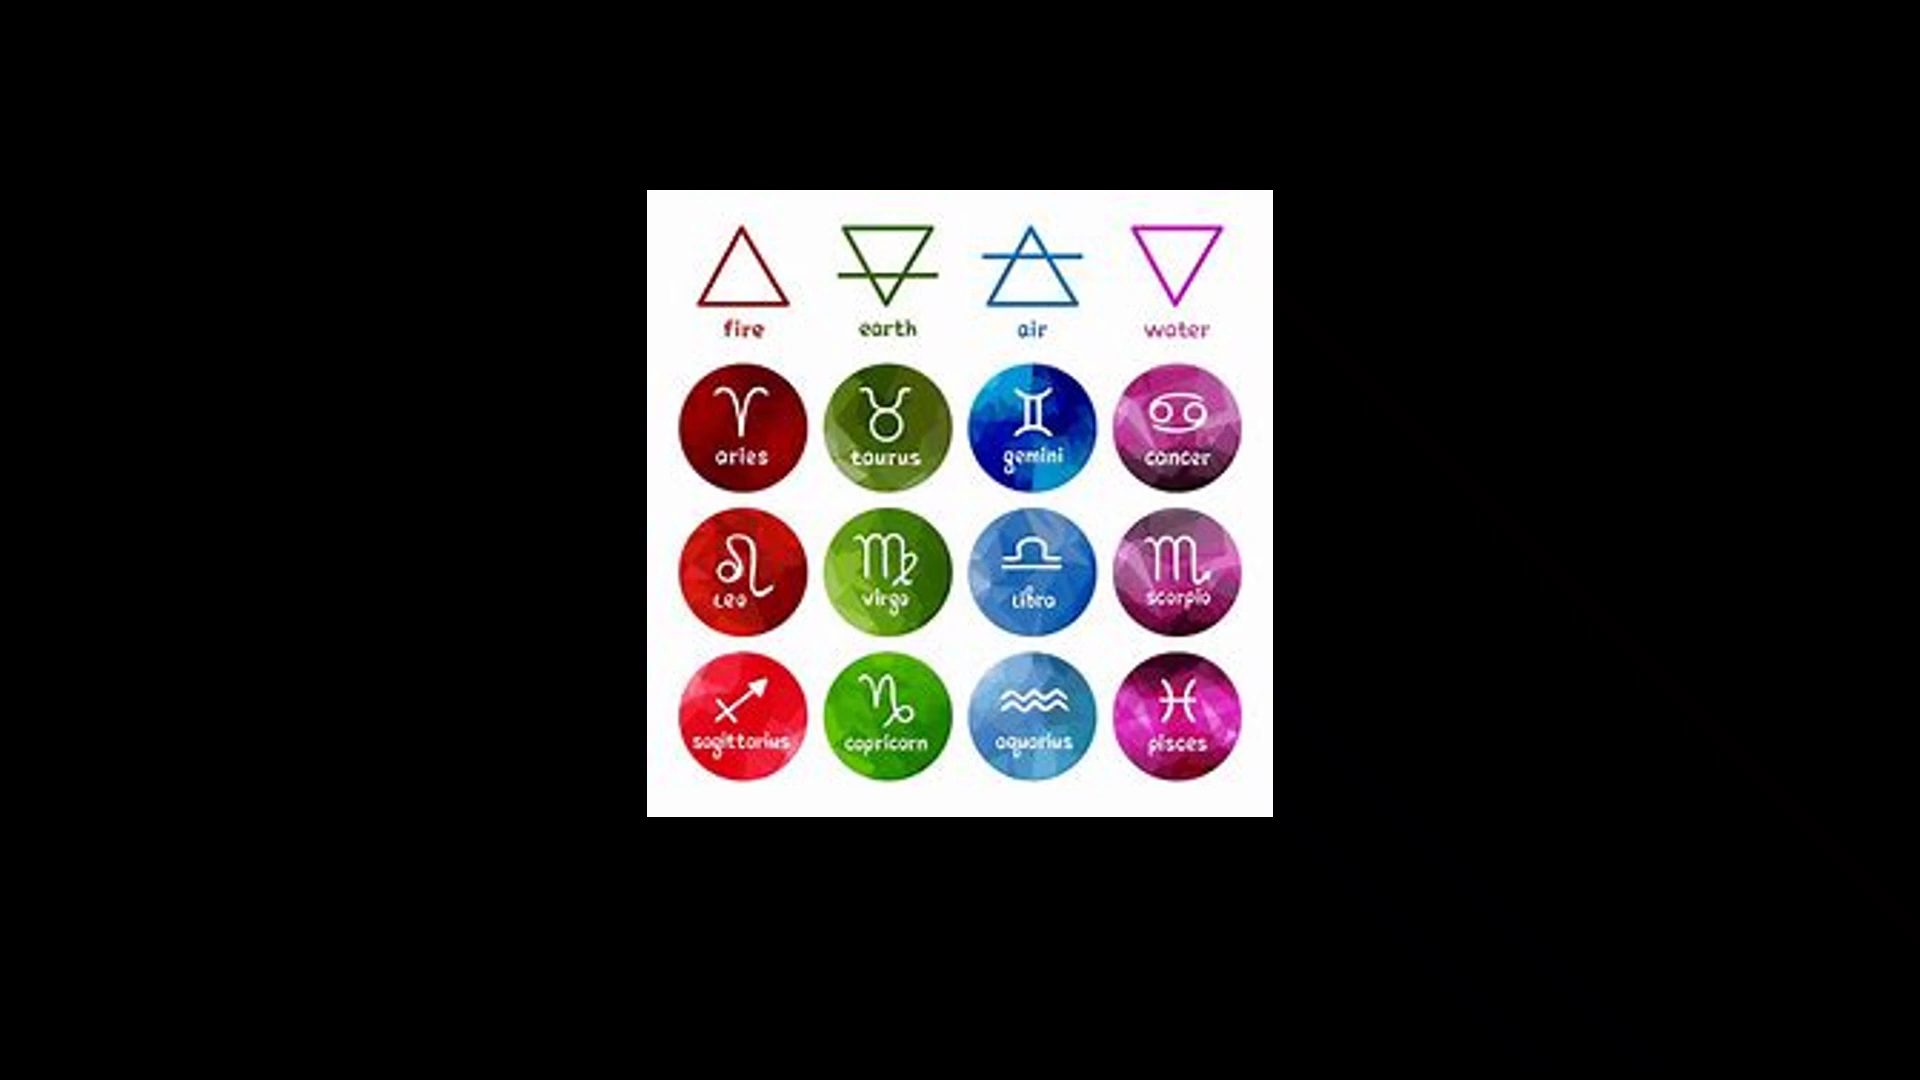 fire earth air water
aries taurus gemini cancer
leo virgo libra scorpio
sagittarius capricorn aquarius pisces